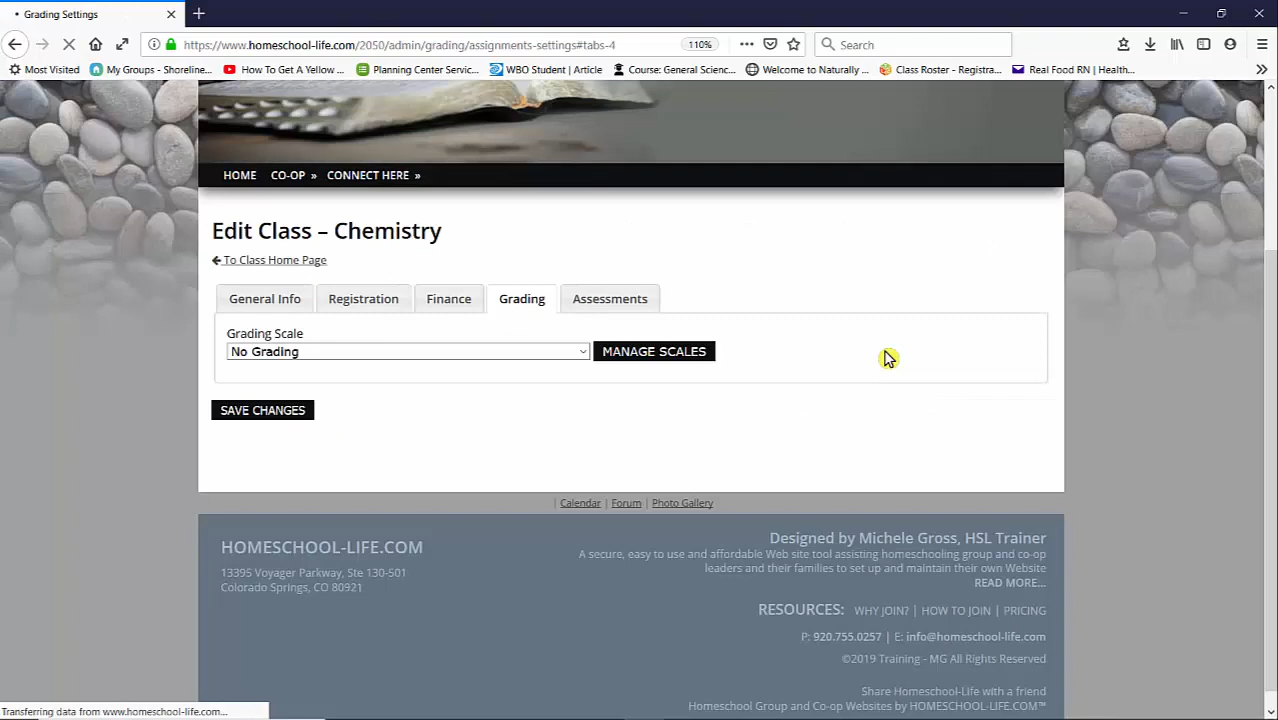 Grading Settings
https://www.homeschool-life.com/2050/admin/grading/assignments-settings#tabs-4
110%
Search
Most Visited
My Groups - Shoreline...
How To Get A Yellow ...
Planning Center Servic...
WBO Student | Article
Course: General Scienc...
Welcome to Naturally ...
Class Roster - Registra...
Real Food RN | Health...
HOME CO-OP » CONNECT HERE »
Edit Class – Chemistry
To Class Home Page
General Info Registration Finance Grading Assessments
Grading Scale
No Grading MANAGE SCALES
SAVE CHANGES
| Calendar | Forum | Photo Gallery
HOMESCHOOL-LIFE.COM
13395 Voyager Parkway, Ste 130-501
Colorado Springs, CO 80921
Designed by Michele Gross, HSL Trainer
A secure, easy to use and affordable Web site tool assisting homeschooling group and co-op
leaders and their families to set up and maintain their own Website
READ MORE...
RESOURCES: WHY JOIN? | HOW TO JOIN | PRICING
P: 920.755.0257 | E: info@homeschool-life.com
©2019 Training - MG All Rights Reserved
Share Homeschool-Life with a friend
Homeschool Group and Co-op Websites by HOMESCHOOL-LIFE.COM™
Transferring data from www.homeschool-life.com...